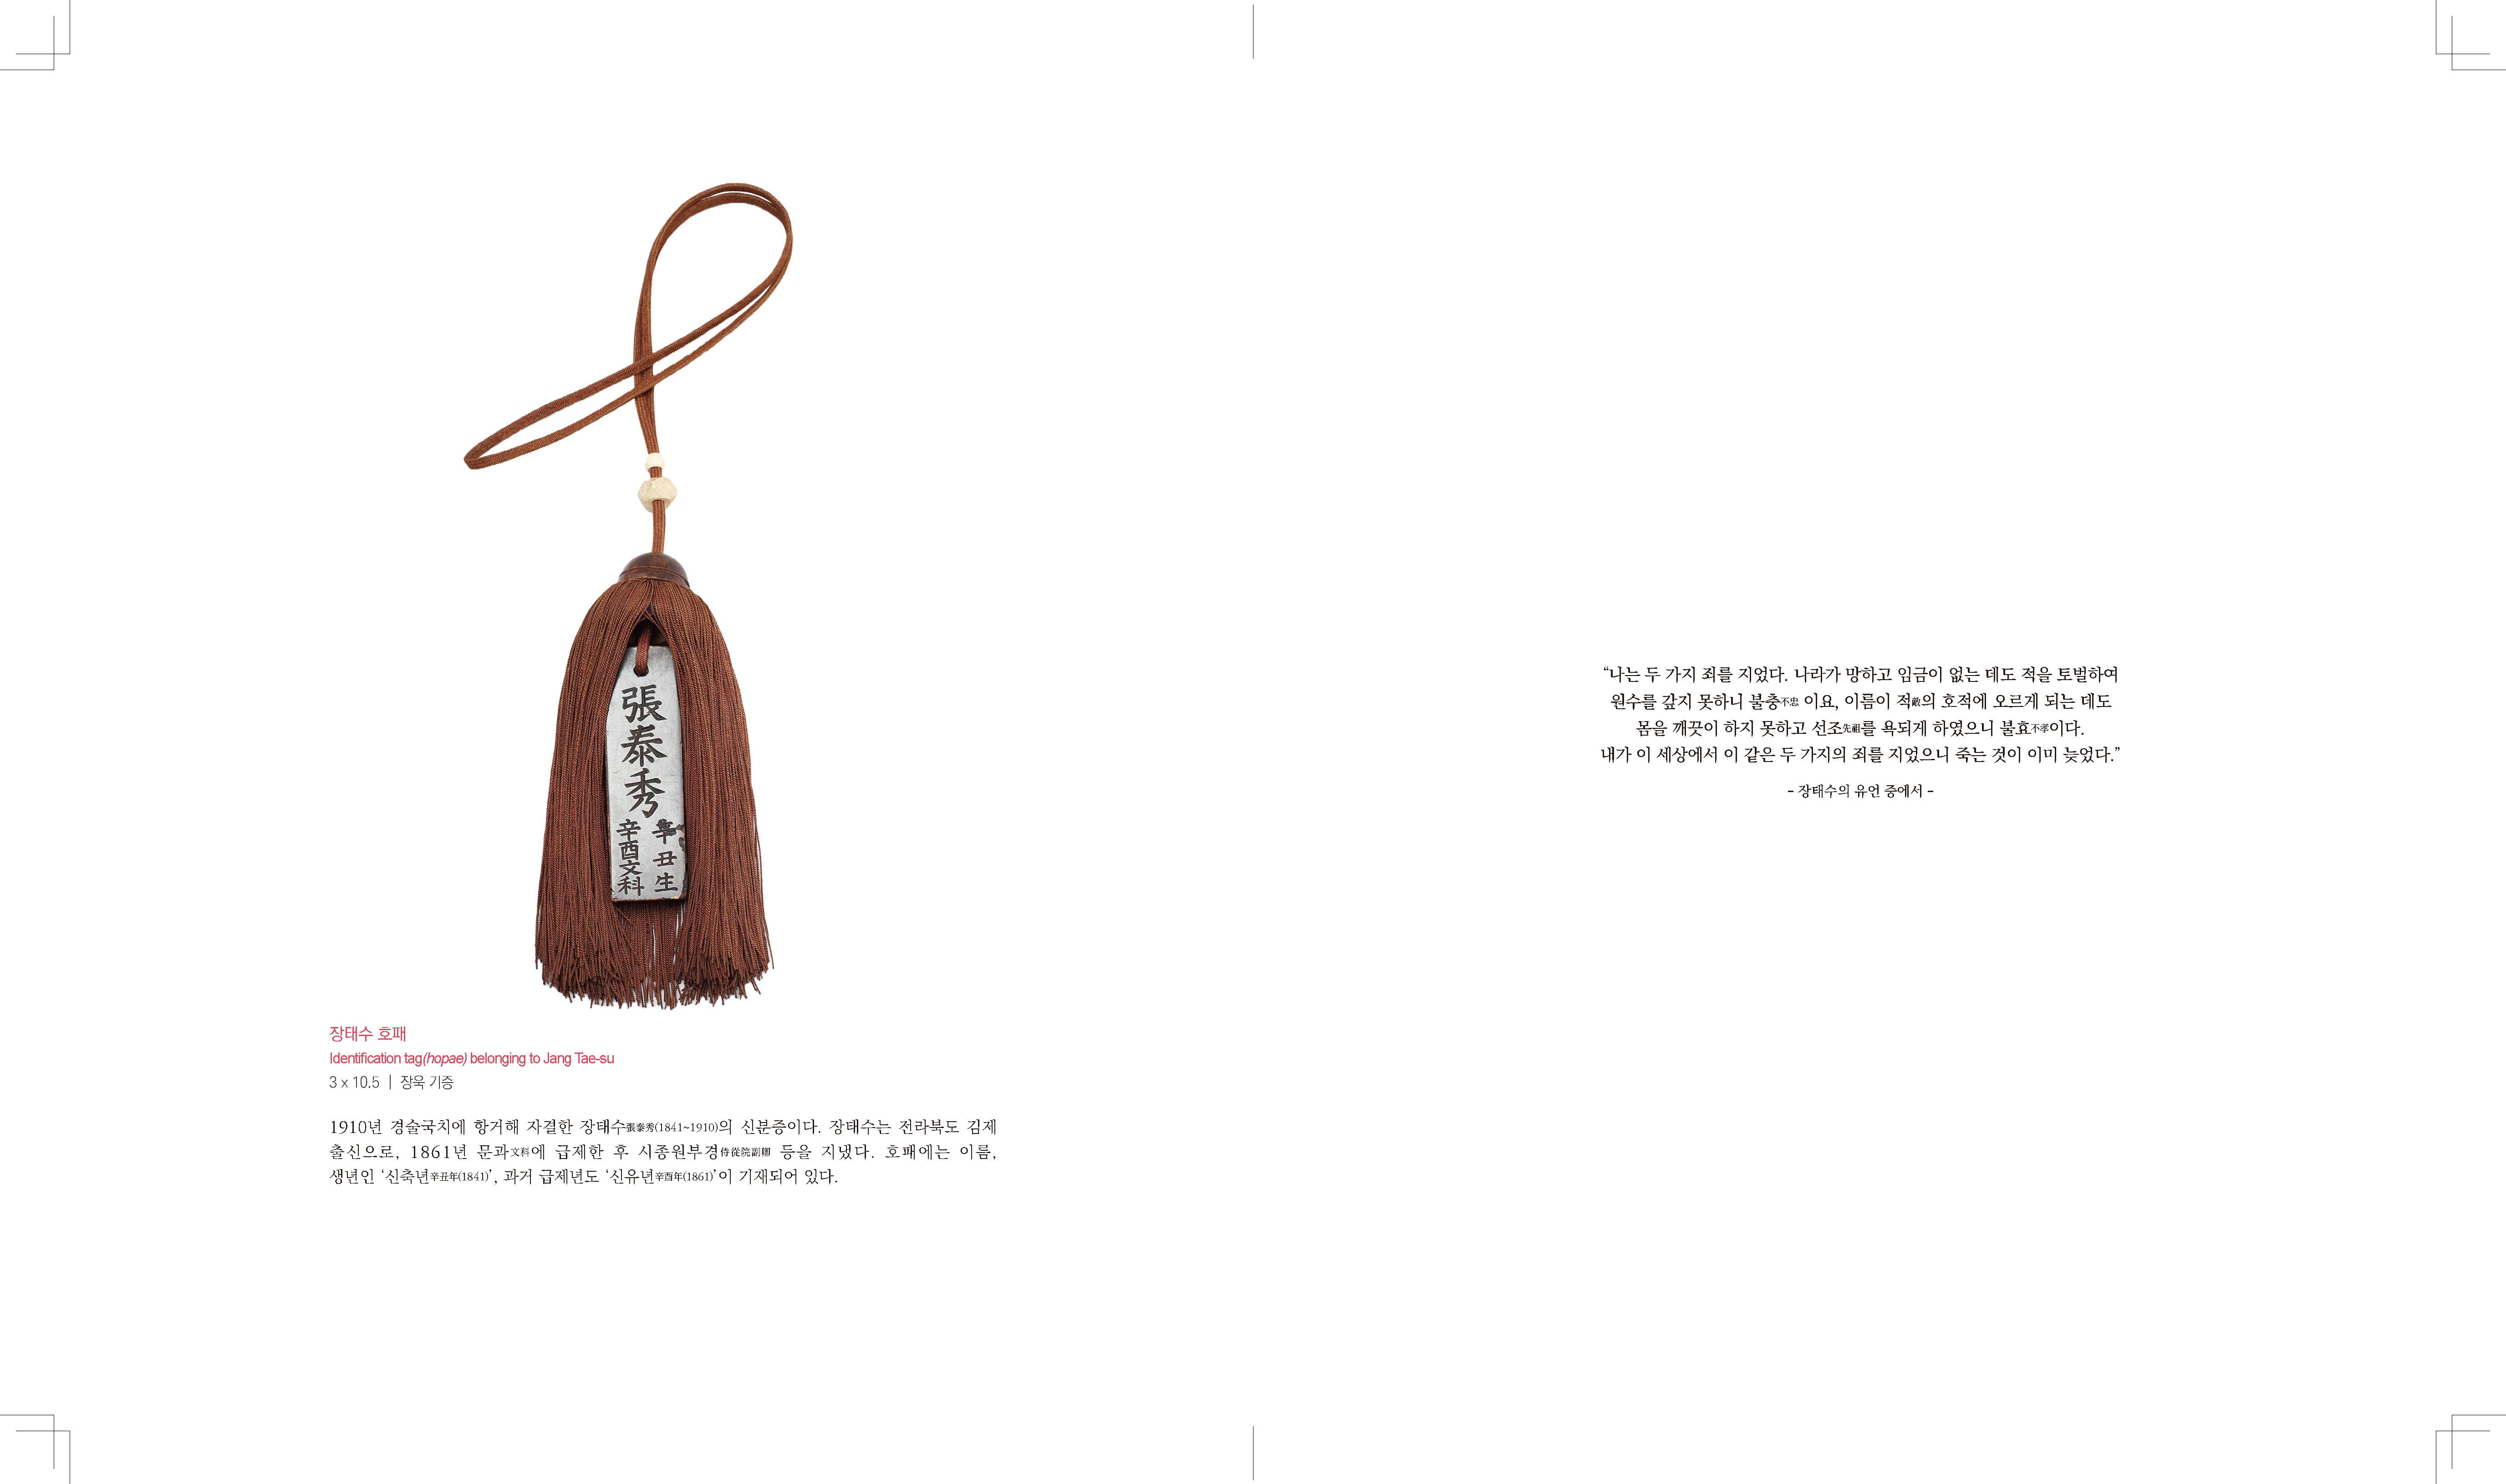 張泰秀
辛丑生
辛酉文科
장태수 호패
Identification tag(hopae) belonging to Jang Tae-su
3 x 10.5 | 장욱 기증
1910년 경술국치에 항거해 자결한 장태수張泰秀(1841~1910)의 신분증이다. 장태수는 전라북도 김제
출신으로, 1861년 문과文科에 급제한 후 시종원부경侍從院副卿 등을 지냈다. 호패에는 이름,
생년인 ‘신축년辛丑年(1841)’, 과거 급제년도 ‘신유년辛酉年(1861)’이 기재되어 있다.
“나는 두 가지 죄를 지었다. 나라가 망하고 임금이 없는 데도 적을 토벌하여
원수를 갚지 못하니 불충不忠 이요, 이름이 적敵의 호적에 오르게 되는 데도
몸을 깨끗이 하지 못하고 선조先祖를 욕되게 하였으니 불효不孝이다.
내가 이 세상에서 이 같은 두 가지의 죄를 지었으니 죽는 것이 이미 늦었다.”
- 장태수의 유언 중에서 -